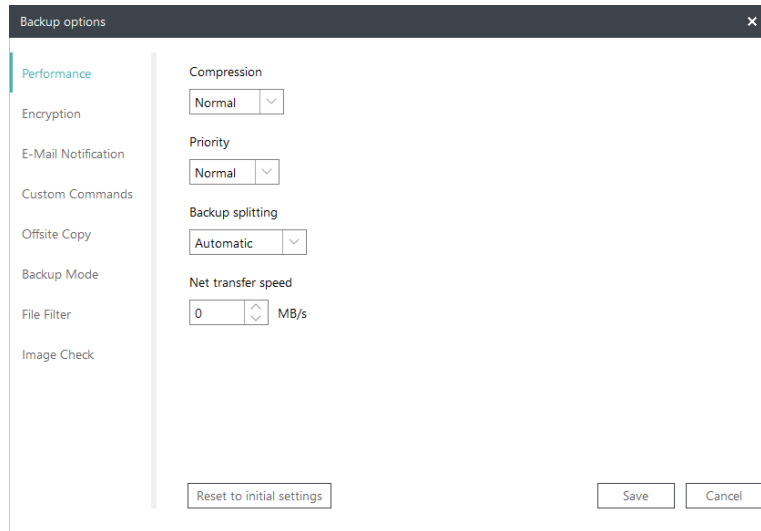 Backup options
Performance
Encryption
E-Mail Notification
Custom Commands
Offsite Copy
Backup Mode
File Filter
Image Check
Compression
Normal
Priority
Normal
Backup splitting
Automatic
Net transfer speed
0 MB/s
Reset to initial settings
Save
Cancel